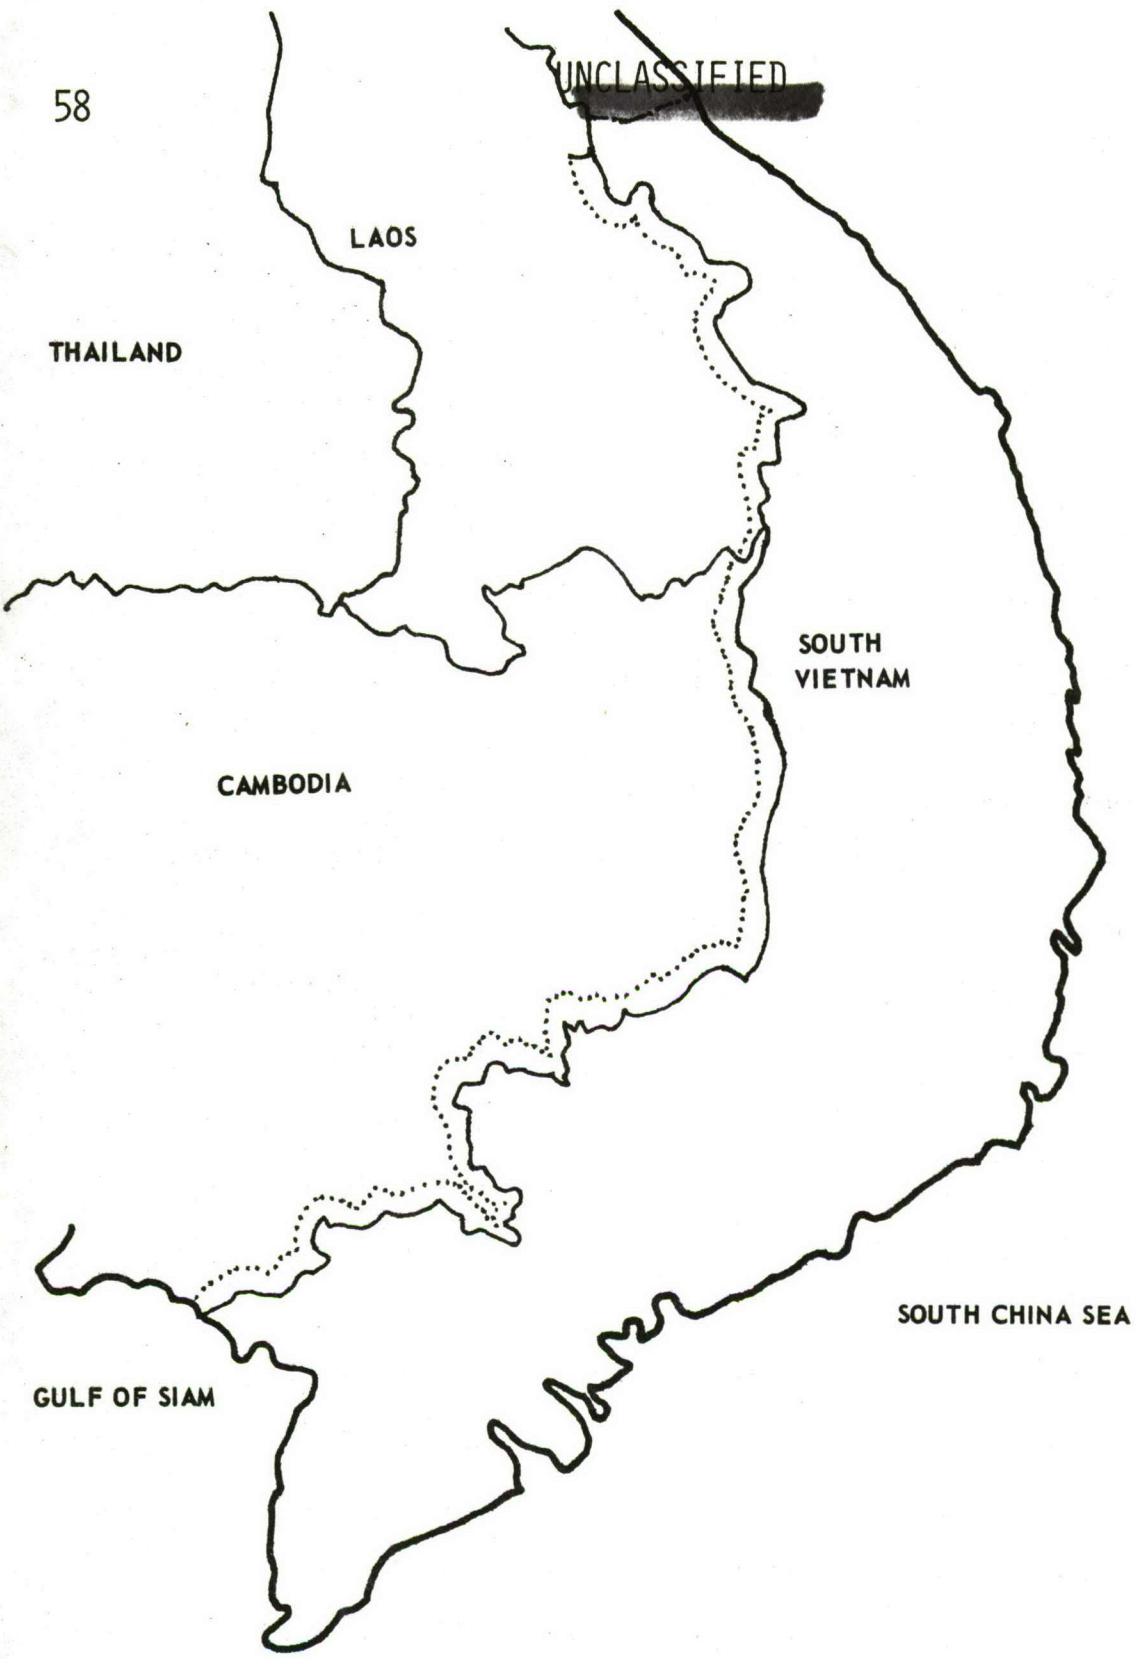 UNCLASSIFIED
58
LAOS
THAILAND
SOUTH
VIETNAM
CAMBODIA
SOUTH CHINA SEA
GULF OF SIAM